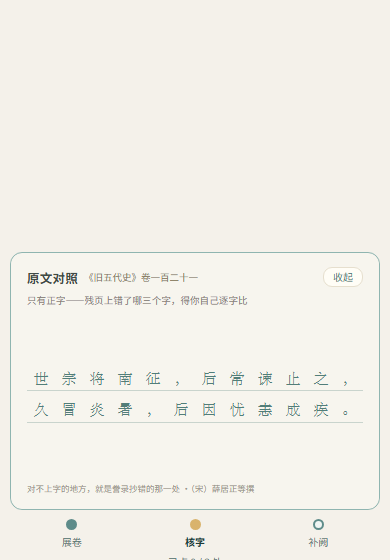 原文对照 《旧五代史》卷一百二十一 收起
只有正字——残页上错了哪三个字，得你自己逐字比
世宗将南征，后常谏止之，
久冒炎暑，后因忧恚成疾。
对不上字的地方，就是誊录抄错的那一处 ·（宋）薛居正等撰
展卷 核字 补阙